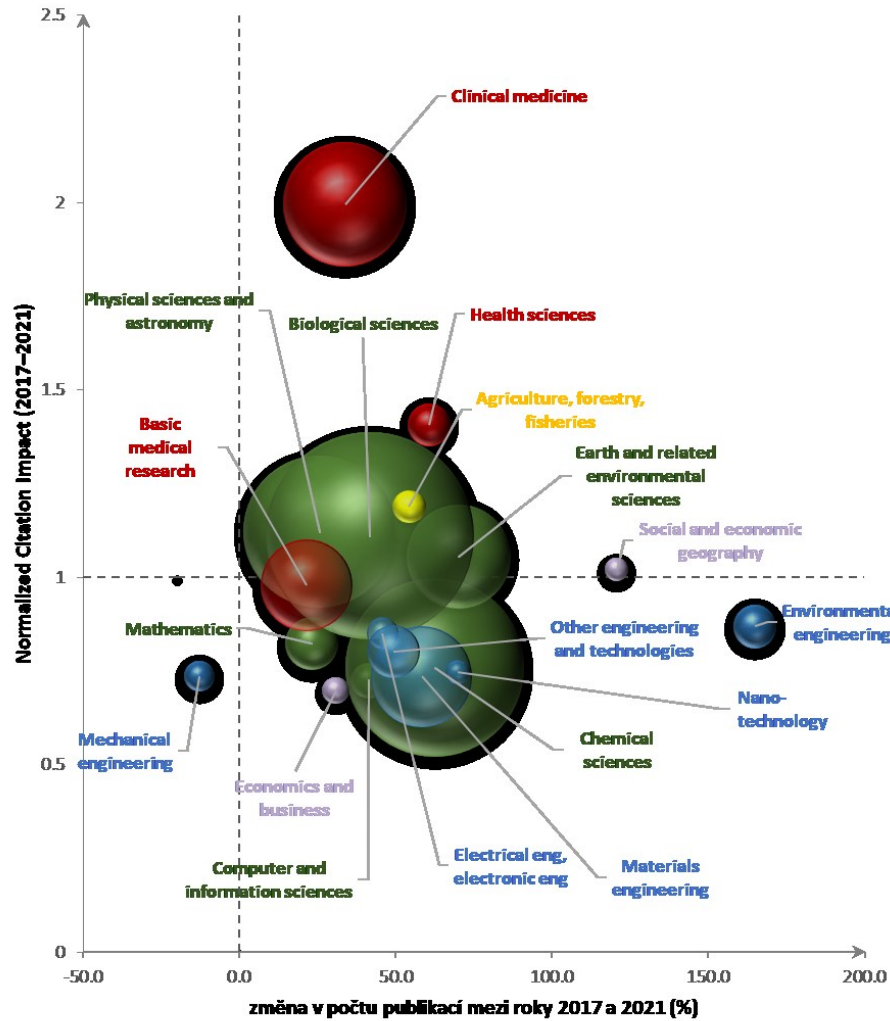 2.5
Clinical medicine
2
Physical sciences and
astronomy
Biological sciences
Health sciences
1.5
Agriculture, forestry,
fisheries
Basic
medical
research
Earth and related
environmental
sciences
Normalized Citation Impact (2017–2021)
Social and economic
geography
1
Mathematics
Other engineering
and technologies
Environmenta
engineering
Nano-
technology
Mechanical
engineering
Chemical
sciences
0.5
Economics and
business
Computer and
information sciences
Electrical eng,
electronic eng
Materials
engineering
0
-50.0
0.0
50.0
100.0
150.0
200.0
změna v počtu publikací mezi roky 2017 a 2021 (%)